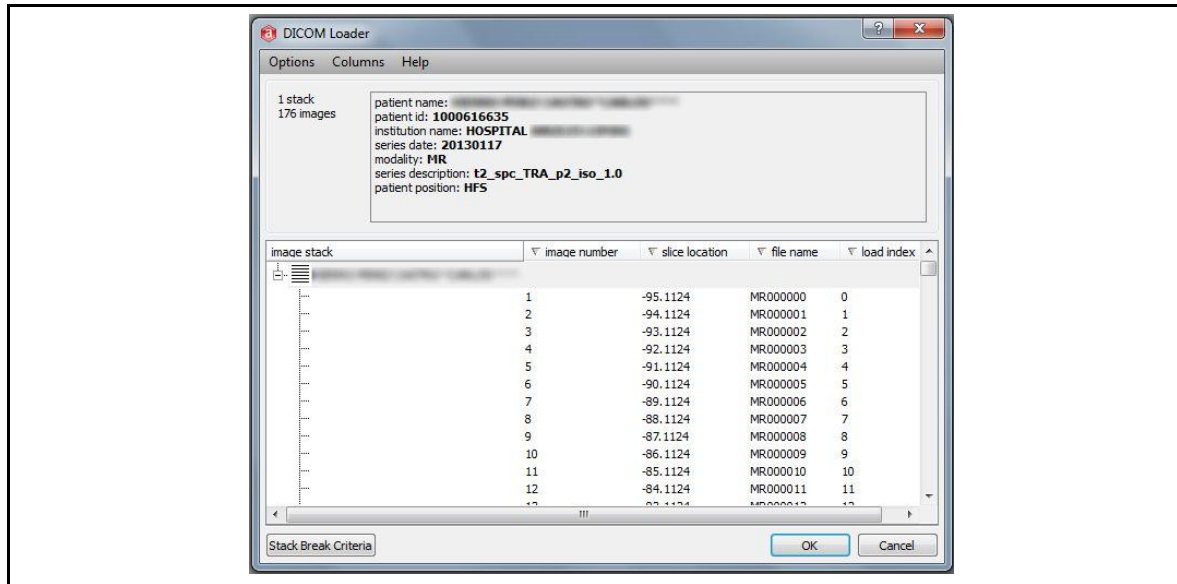 DICOM Loader
Options Columns Help
1 stack
176 images
patient name:
patient id: 1000616635
institution name: HOSPITAL
series date: 20130117
modality: MR
series description: t2_spc_TRA_p2_iso_1.0
patient position: HFS
image stack image number slice location file name load index
1 -95.1124 MR000000 0
2 -94.1124 MR000001 1
3 -93.1124 MR000002 2
4 -92.1124 MR000003 3
5 -91.1124 MR000004 4
6 -90.1124 MR000005 5
7 -89.1124 MR000006 6
8 -88.1124 MR000007 7
9 -87.1124 MR000008 8
10 -86.1124 MR000009 9
11 -85.1124 MR000010 10
12 -84.1124 MR000011 11
Stack Break Criteria OK Cancel